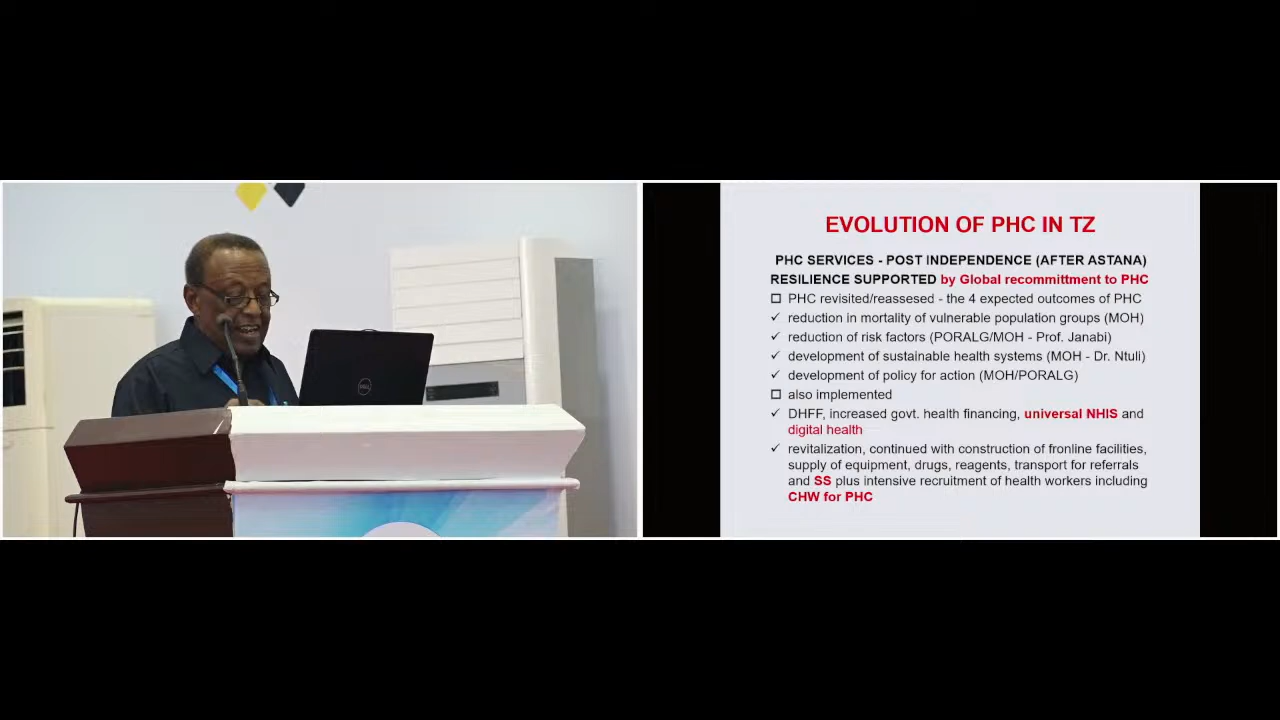 EVOLUTION OF PHC IN TZ
PHC SERVICES - POST INDEPENDENCE (AFTER ASTANA)
RESILIENCE SUPPORTED by Global recommittment to PHC
☐ PHC revisited/reassesed - the 4 expected outcomes of PHC
✓ reduction in mortality of vulnerable population groups (MOH)
✓ reduction of risk factors (PORALG/MOH - Prof. Janabi)
✓ development of sustainable health systems (MOH - Dr. Ntuli)
✓ development of policy for action (MOH/PORALG)
☐ also implemented
✓ DHFF, increased govt. health financing, universal NHIS and
digital health
✓ revitalization, continued with construction of fronline facilities,
supply of equipment, drugs, reagents, transport for referrals
and SS plus intensive recruitment of health workers including
CHW for PHC
DELL